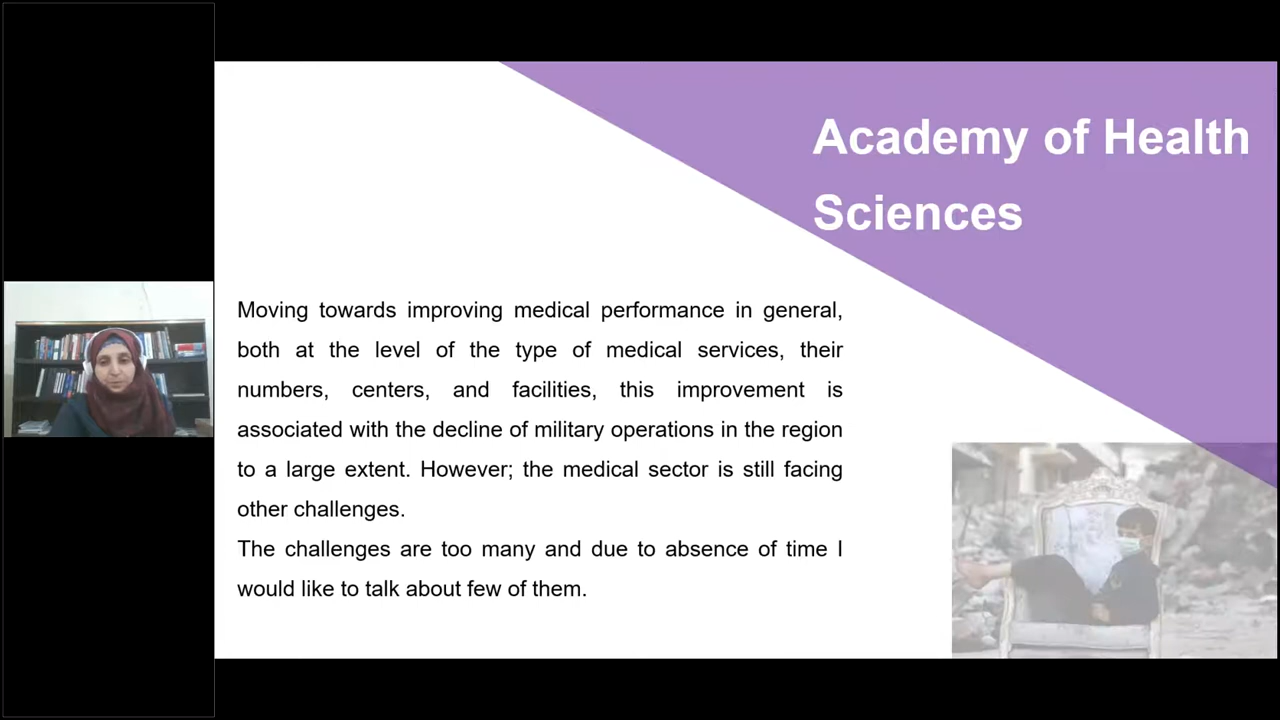 Academy of Health
Sciences
Moving towards improving medical performance in general,
both at the level of the type of medical services, their
numbers, centers, and facilities, this improvement is
associated with the decline of military operations in the region
to a large extent. However; the medical sector is still facing
other challenges.
The challenges are too many and due to absence of time I
would like to talk about few of them.